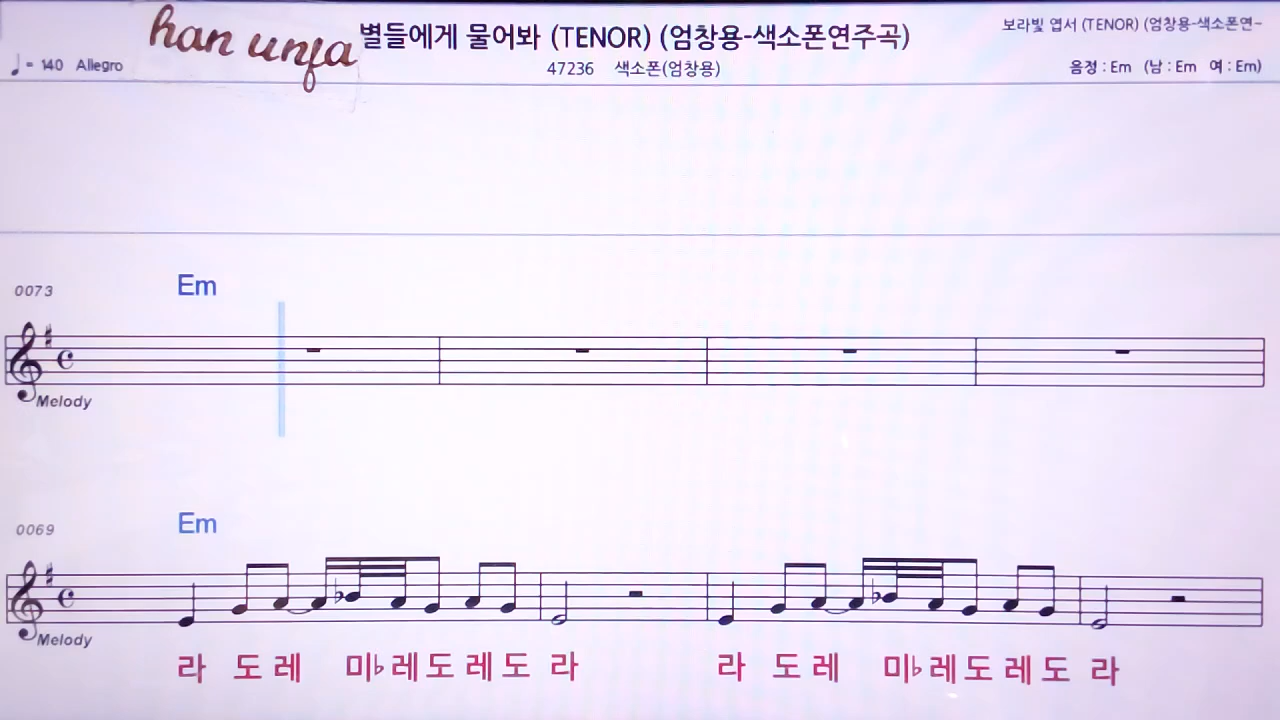 han unfa
별들에게 물어봐 (TENOR) (엄창용-색소폰연주곡)
보라빛 엽서 (TENOR) (엄창용-색소폰연~
♩= 140 Allegro
47236 색소폰(엄창용)
음정 : Em (남 : Em 여 : Em)
0073
Em
Melody
0069
Em
Melody
라 도 레 미♭ 레 도 레 도 라 라 도 레 미♭ 레 도 레 도 라